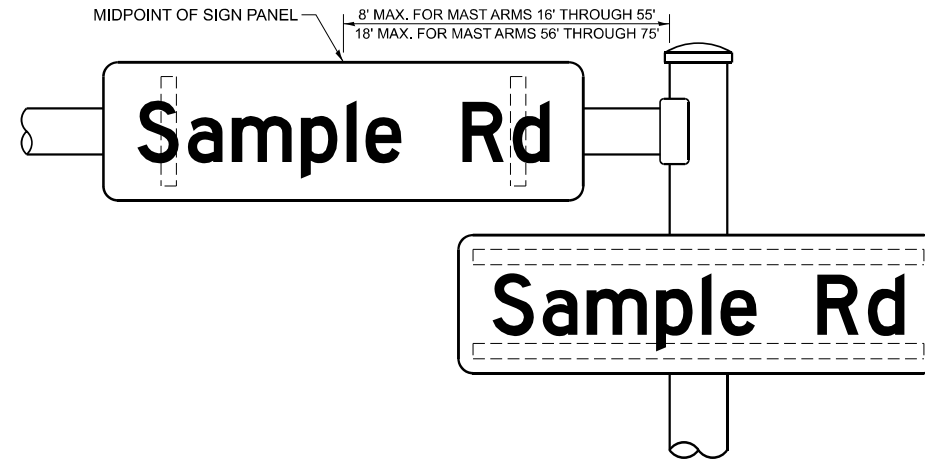 MIDPOINT OF SIGN PANEL
8' MAX. FOR MAST ARMS 16' THROUGH 55'
18' MAX. FOR MAST ARMS 56' THROUGH 75'
Sample Rd
Sample Rd